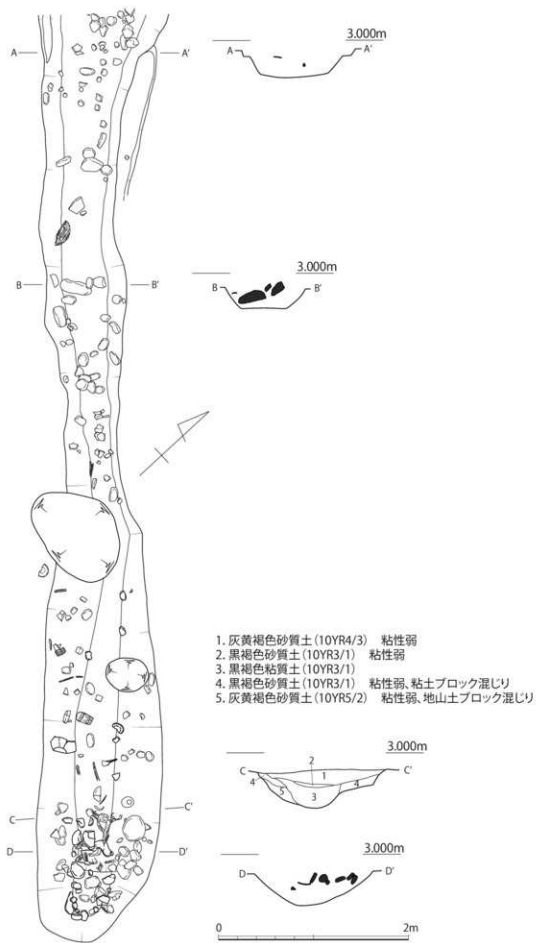 A
A'
3.000m
A
A'
B
B'
3.000m
B
B'
1. 灰黄褐色砂質土(10YR4/3) 粘性弱
2. 黒褐色砂質土(10YR3/1) 粘性弱
3. 黒褐色粘質土(10YR3/1)
4. 黒褐色砂質土(10YR3/1) 粘性弱、粘土ブロック混じり
5. 灰黄褐色砂質土(10YR5/2) 粘性弱、地山土ブロック混じり
3.000m
2
C
C'
1
4
5
3
4
C
C'
D
D'
3.000m
D
D'
0
2m